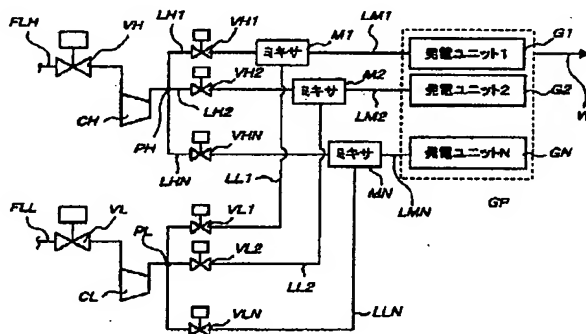 FLH
VH
LH1
VH1
M1
LM1
G1
ミキサ
発電ユニット1
W
VH2
M2
ミキサ
発電ユニット2
G2
CH
PH
LH2
LM2
VHN
ミキサ
発電ユニットN
GN
LHN
LL1
MN
LMN
GP
FLL
VL
VL1
PL
VL2
CL
LL2
VLN
LLN